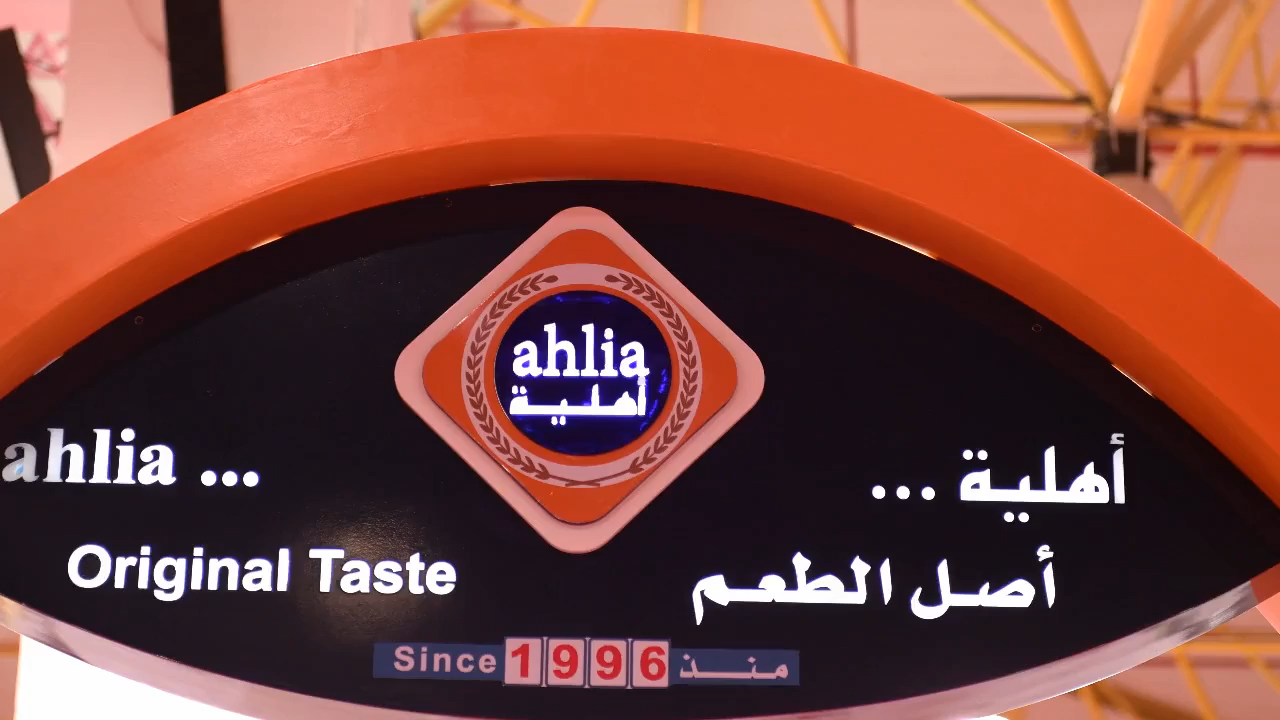 ahlia
أهلية
ahlia ...
أهلية ...
Original Taste
أصل الطعم
Since 1996 منذ